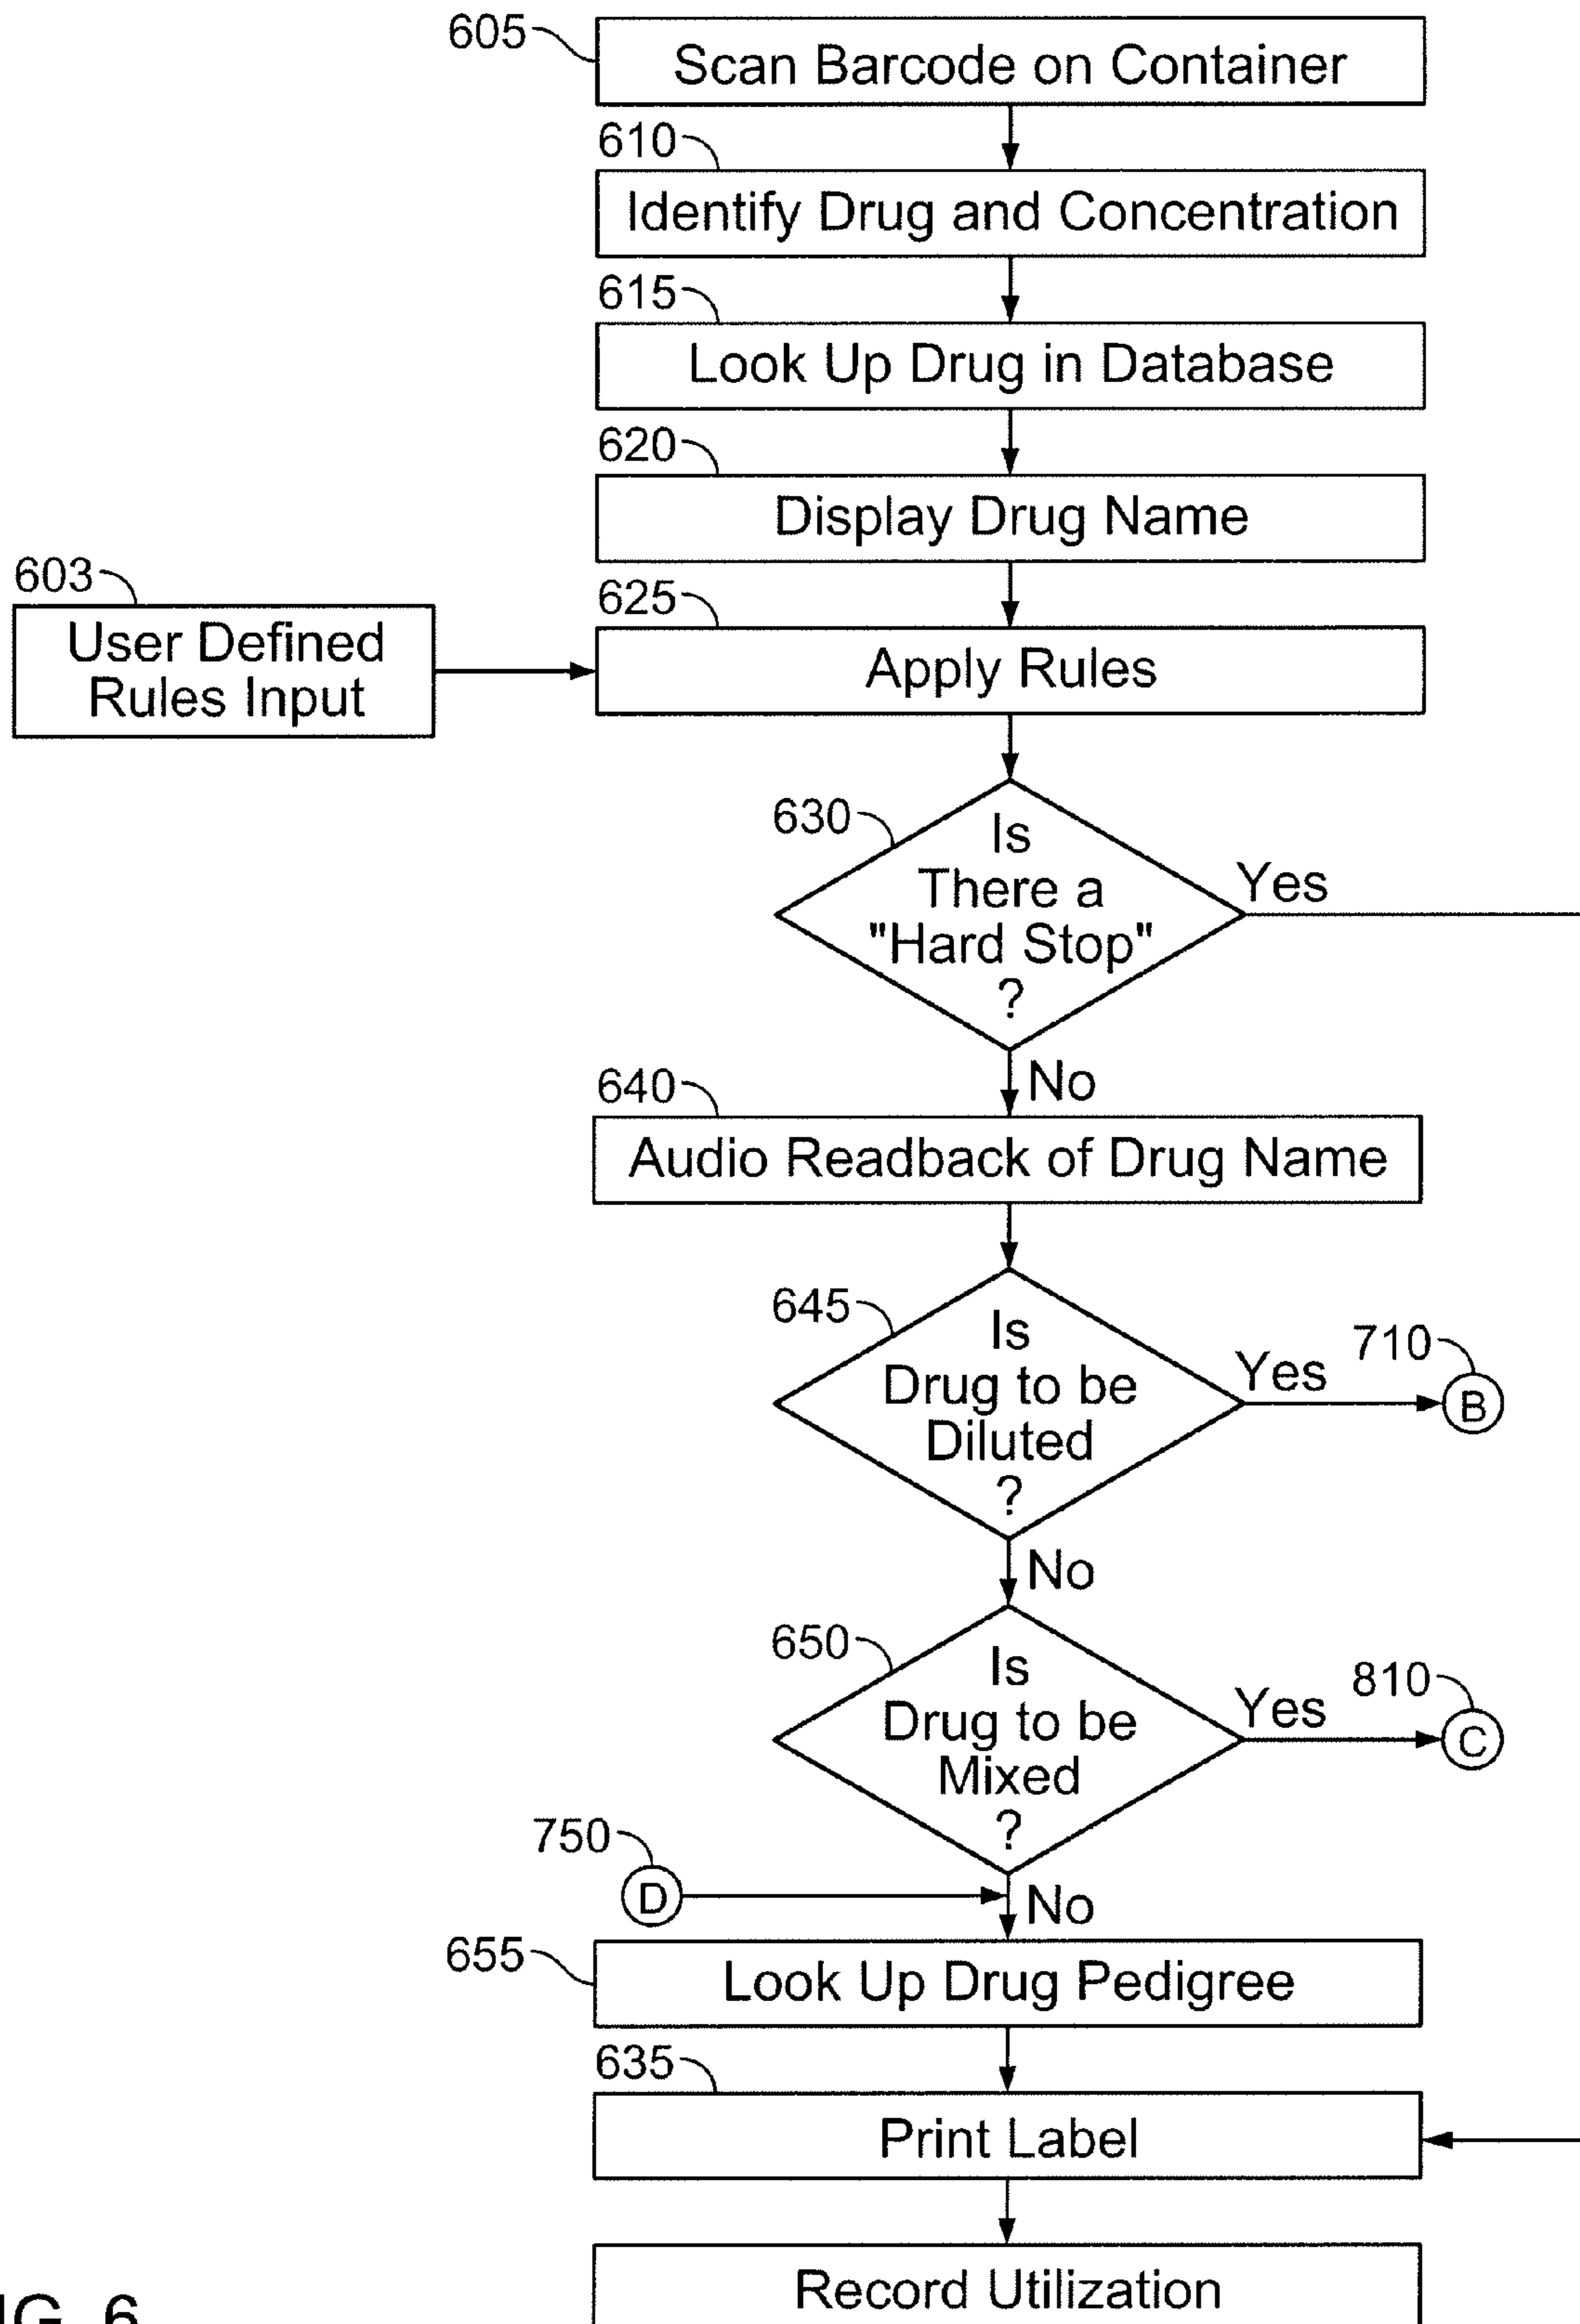 605
Scan Barcode on Container
610
Identify Drug and Concentration
615
Look Up Drug in Database
620
Display Drug Name
603
User Defined
Rules Input
625
Apply Rules
630
Is
There a
"Hard Stop"
?
Yes
No
640
Audio Readback of Drug Name
645
Is
Drug to be
Diluted
?
Yes
710
B
No
650
Is
Drug to be
Mixed
?
Yes
810
C
750
D
No
655
Look Up Drug Pedigree
635
Print Label
Record Utilization
6